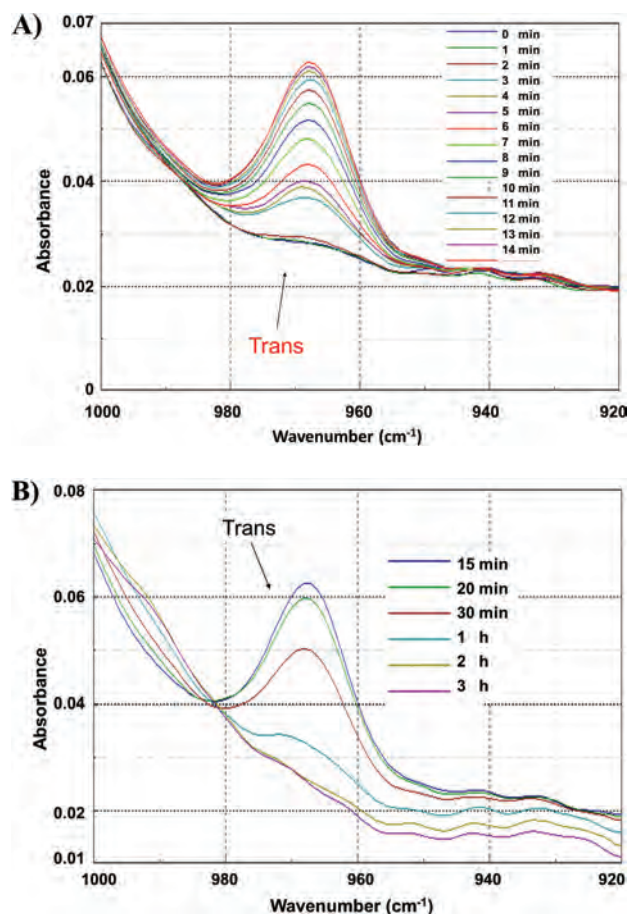 A)
0.07
0.06
0.04
0.02
0
Absorbance
0 min
1 min
2 min
3 min
4 min
5 min
6 min
7 min
8 min
9 min
10 min
11 min
12 min
13 min
14 min
Trans
1000 980 960 940 920
Wavenumber (cm⁻¹)
B)
0.08
0.06
0.04
0.02
0.01
Absorbance
Trans
15 min
20 min
30 min
1 h
2 h
3 h
1000 980 960 940 920
Wavenumber (cm⁻¹)